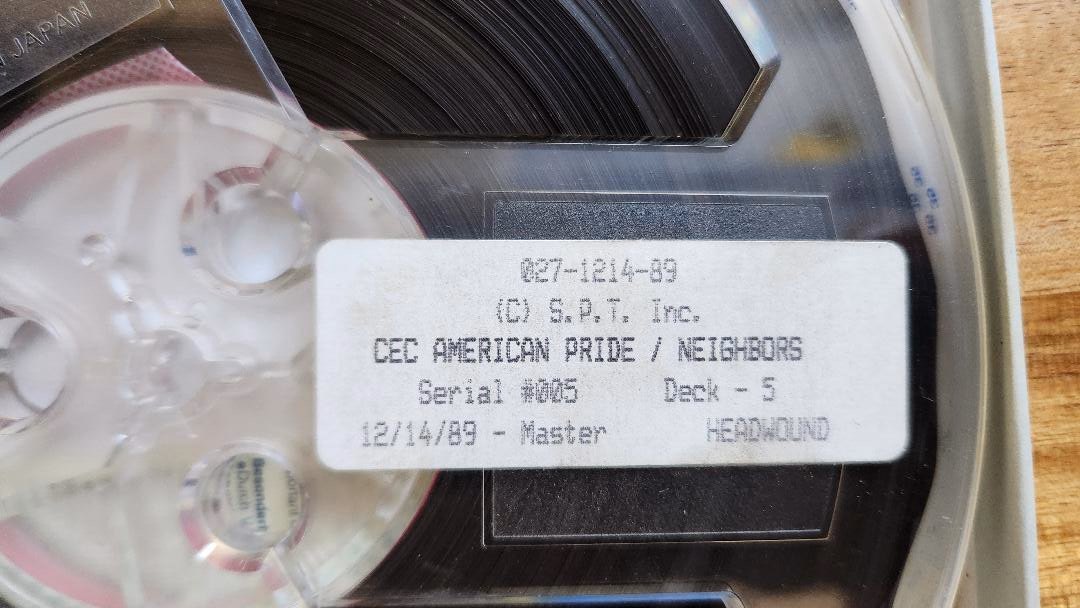 JAPAN
027-1214-89
(C) S.P.T. Inc.
CEC AMERICAN PRIDE / NEIGHBORS
Serial #005 Deck - 5
12/14/89 - Master HEADWOUND